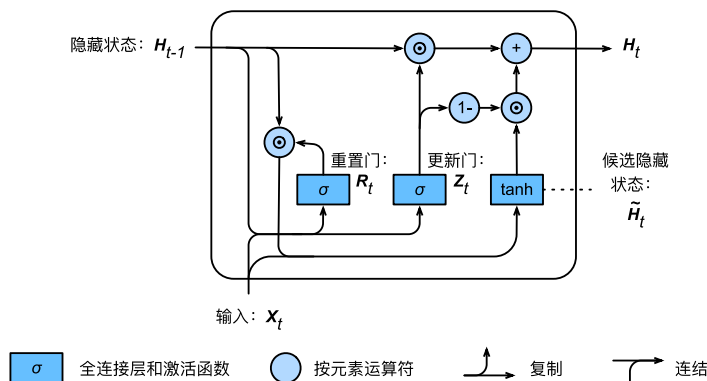 隐藏状态：H_{t-1}
H_t
+
1-
重置门：
R_t
更新门：
Z_t
候选隐藏
状态：
H̃_t
σ
σ
tanh
输入：X_t
σ
全连接层和激活函数
按元素运算符
复制
连结